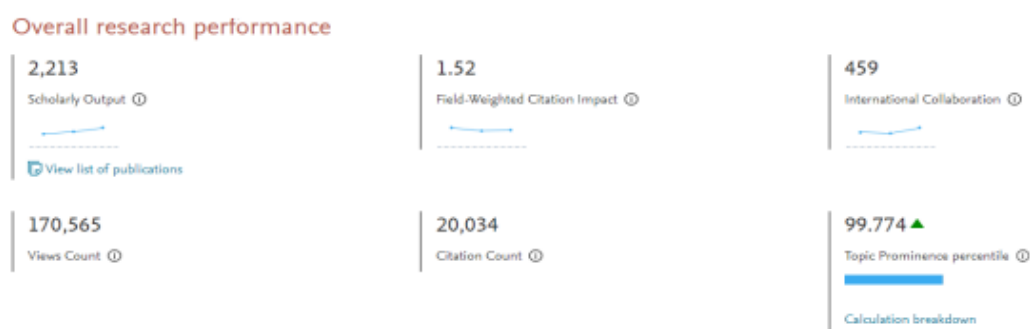 Overall research performance
2,213
Scholarly Output
View list of publications
1.52
Field-Weighted Citation Impact
459
International Collaboration
170,565
Views Count
20,034
Citation Count
99.774
Topic Prominence percentile
Calculation breakdown